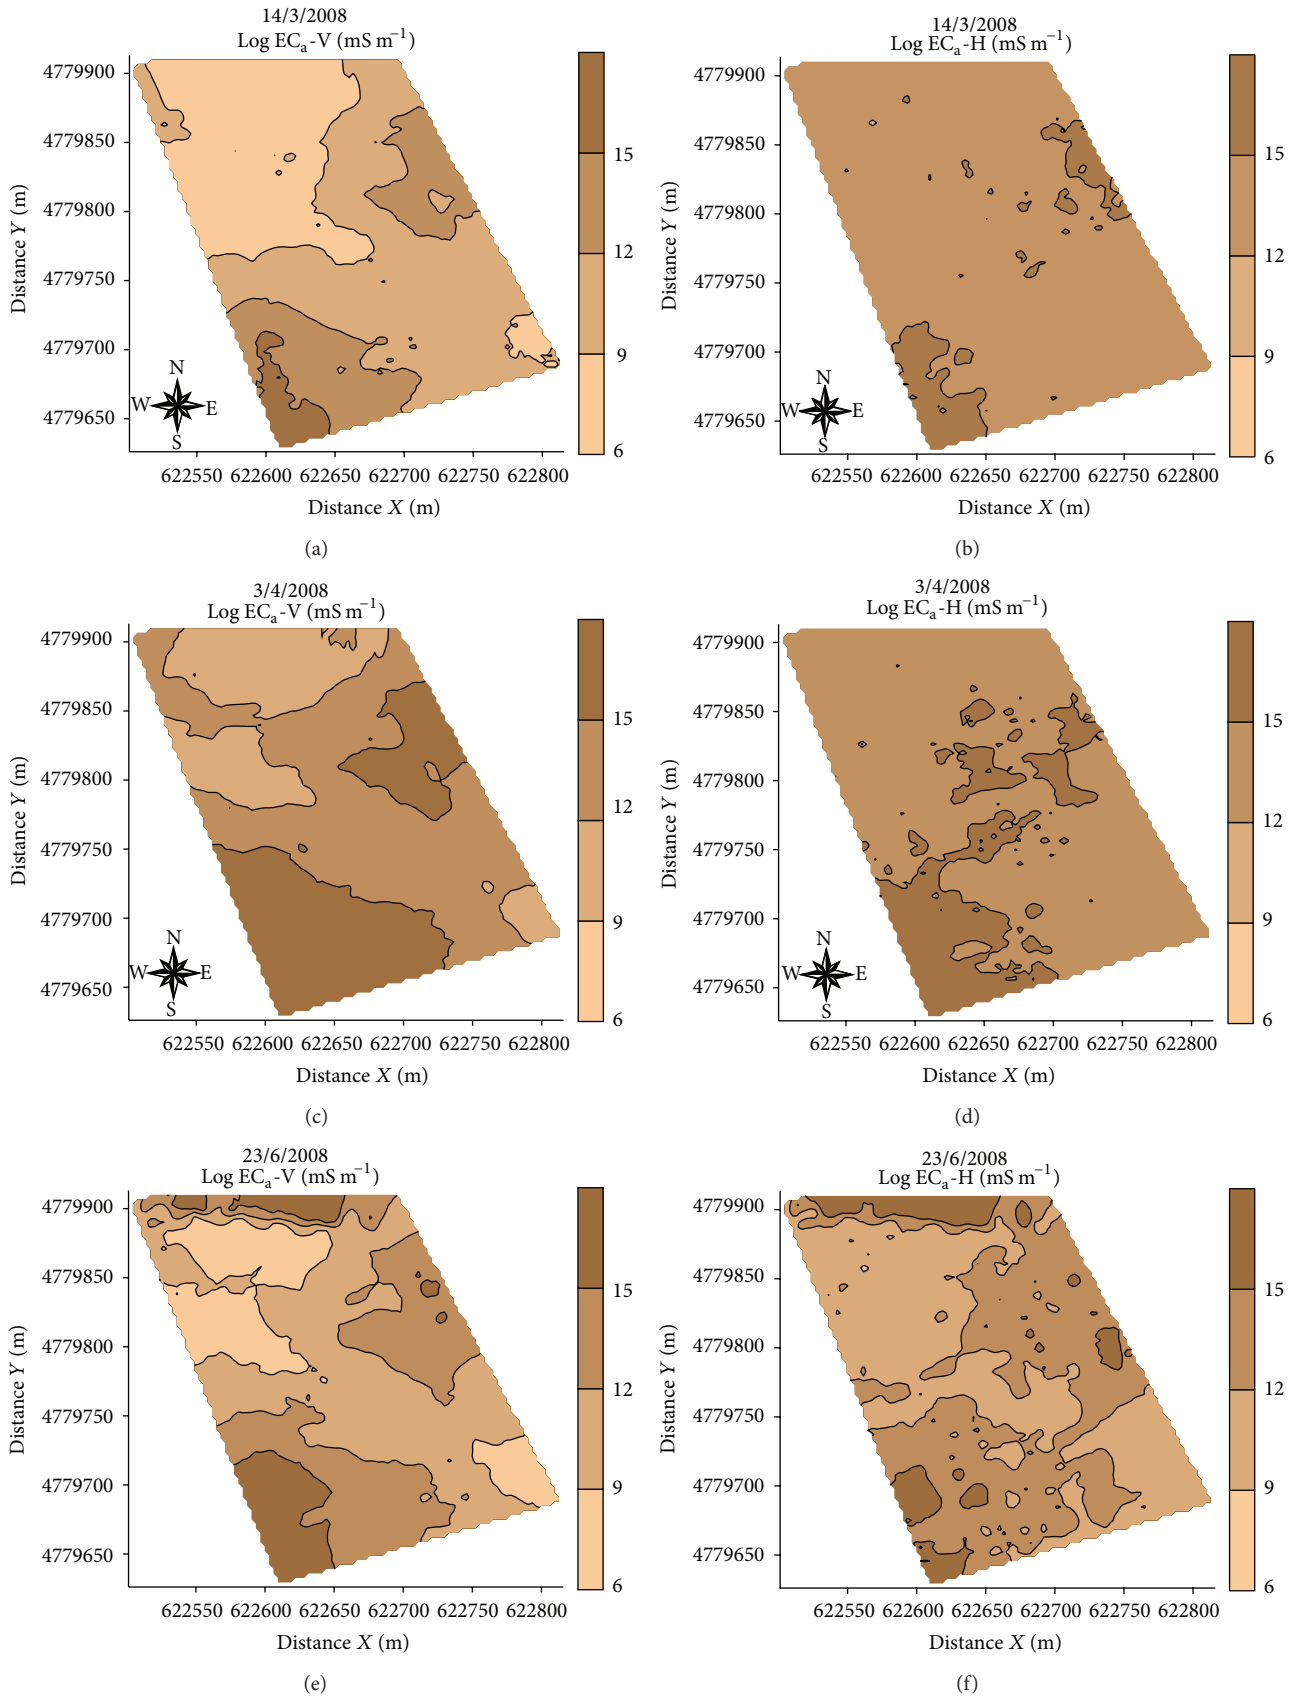 14/3/2008
Log ECa-V (mS m−1)
4779900
4779850
4779800
4779750
4779700
4779650
Distance Y (m)
N
W E
S
622550 622600 622650 622700 622750 622800
Distance X (m)
15
12
9
6
(a)
14/3/2008
Log ECa-H (mS m−1)
4779900
4779850
4779800
4779750
4779700
4779650
Distance Y (m)
N
W E
S
622550 622600 622650 622700 622750 622800
Distance X (m)
15
12
9
6
(b)
3/4/2008
Log ECa-V (mS m−1)
4779900
4779850
4779800
4779750
4779700
4779650
Distance Y (m)
N
W E
S
622550 622600 622650 622700 622750 622800
Distance X (m)
15
12
9
6
(c)
3/4/2008
Log ECa-H (mS m−1)
4779900
4779850
4779800
4779750
4779700
4779650
Distance Y (m)
N
W E
S
622550 622600 622650 622700 622750 622800
Distance X (m)
15
12
9
6
(d)
23/6/2008
Log ECa-V (mS m−1)
4779900
4779850
4779800
4779750
4779700
4779650
Distance Y (m)
622550 622600 622650 622700 622750 622800
Distance X (m)
15
12
9
6
(e)
23/6/2008
Log ECa-H (mS m−1)
4779900
4779850
4779800
4779750
4779700
4779650
Distance Y (m)
622550 622600 622650 622700 622750 622800
Distance X (m)
15
12
9
6
(f)